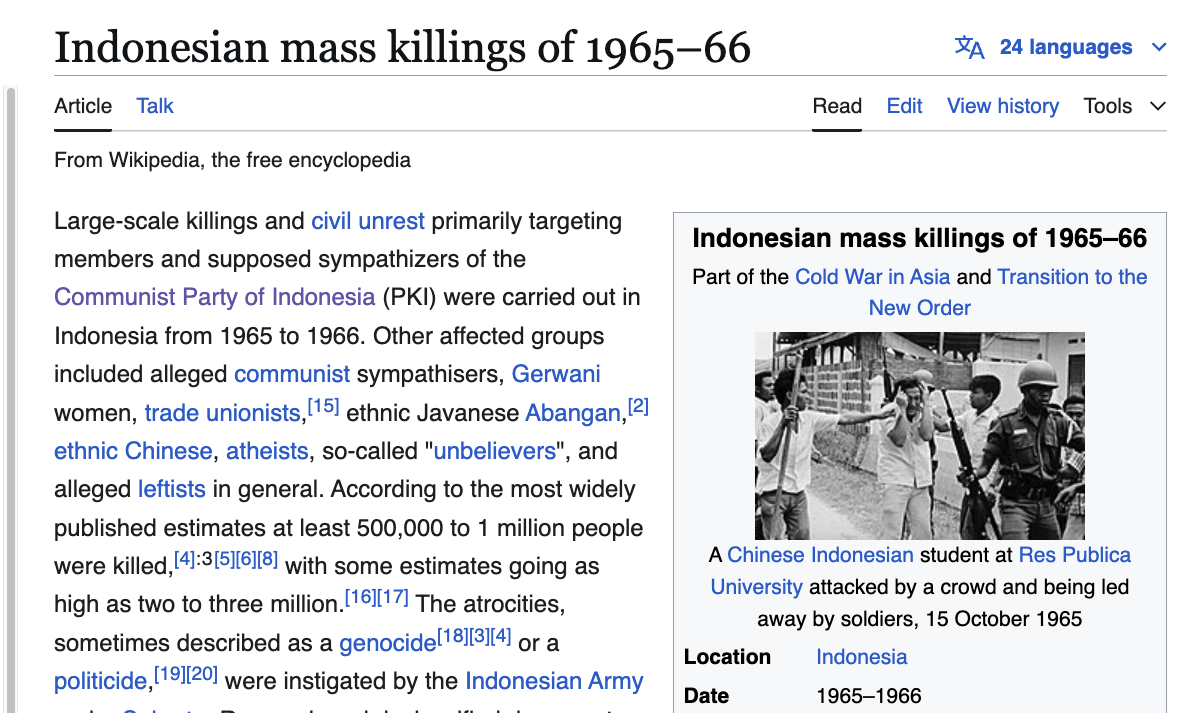 Indonesian mass killings of 1965–66
24 languages
Article Talk
Read Edit View history Tools
From Wikipedia, the free encyclopedia
Large-scale killings and civil unrest primarily targeting
members and supposed sympathizers of the
Communist Party of Indonesia (PKI) were carried out in
Indonesia from 1965 to 1966. Other affected groups
included alleged communist sympathisers, Gerwani
women, trade unionists,[15] ethnic Javanese Abangan,[2]
ethnic Chinese, atheists, so-called "unbelievers", and
alleged leftists in general. According to the most widely
published estimates at least 500,000 to 1 million people
were killed,[4]:3[5][6][8] with some estimates going as
high as two to three million.[16][17] The atrocities,
sometimes described as a genocide[18][3][4] or a
politicide,[19][20] were instigated by the Indonesian Army
Indonesian mass killings of 1965–66
Part of the Cold War in Asia and Transition to the
New Order
A Chinese Indonesian student at Res Publica
University attacked by a crowd and being led
away by soldiers, 15 October 1965
Location Indonesia
Date 1965–1966